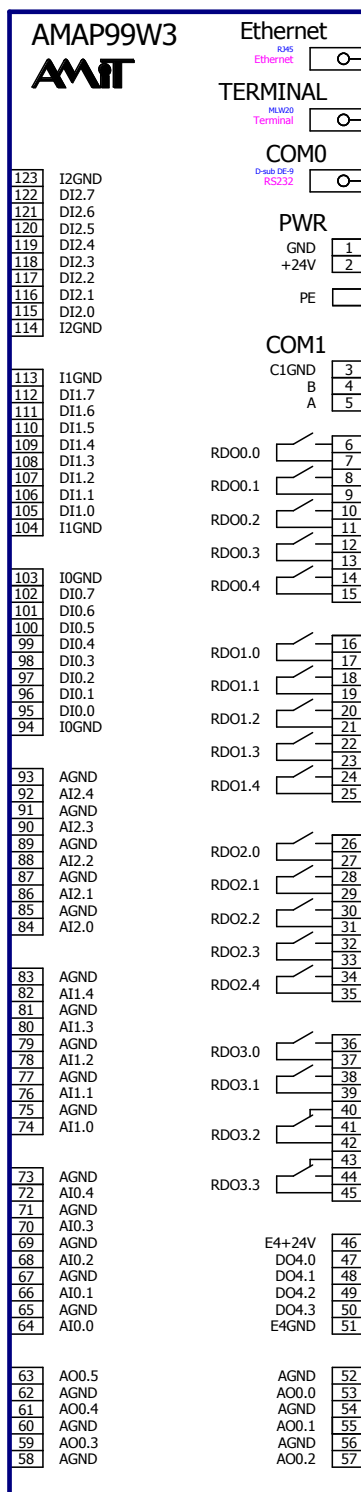 AMAP99W3
AMiT
Ethernet
RJ45
Ethernet
TERMINAL
MLW20
Terminal
COM0
D-sub DE-9
RS232
PWR
GND 1
+24V 2
PE
COM1
C1GND 3
B 4
A 5
RDO0.0 6
7
RDO0.1 8
9
RDO0.2 10
11
RDO0.3 12
13
RDO0.4 14
15
RDO1.0 16
17
RDO1.1 18
19
RDO1.2 20
21
RDO1.3 22
23
RDO1.4 24
25
RDO2.0 26
27
RDO2.1 28
29
RDO2.2 30
31
RDO2.3 32
33
RDO2.4 34
35
RDO3.0 36
37
RDO3.1 38
39
40
RDO3.2 41
42
43
RDO3.3 44
45
E4+24V 46
DO4.0 47
DO4.1 48
DO4.2 49
DO4.3 50
E4GND 51
AGND 52
AO0.0 53
AGND 54
AO0.1 55
AGND 56
AO0.2 57
123 I2GND
122 DI2.7
121 DI2.6
120 DI2.5
119 DI2.4
118 DI2.3
117 DI2.2
116 DI2.1
115 DI2.0
114 I2GND
113 I1GND
112 DI1.7
111 DI1.6
110 DI1.5
109 DI1.4
108 DI1.3
107 DI1.2
106 DI1.1
105 DI1.0
104 I1GND
103 I0GND
102 DI0.7
101 DI0.6
100 DI0.5
99 DI0.4
98 DI0.3
97 DI0.2
96 DI0.1
95 DI0.0
94 I0GND
93 AGND
92 AI2.4
91 AGND
90 AI2.3
89 AGND
88 AI2.2
87 AGND
86 AI2.1
85 AGND
84 AI2.0
83 AGND
82 AI1.4
81 AGND
80 AI1.3
79 AGND
78 AI1.2
77 AGND
76 AI1.1
75 AGND
74 AI1.0
73 AGND
72 AI0.4
71 AGND
70 AI0.3
69 AGND
68 AI0.2
67 AGND
66 AI0.1
65 AGND
64 AI0.0
63 AO0.5
62 AGND
61 AO0.4
60 AGND
59 AO0.3
58 AGND